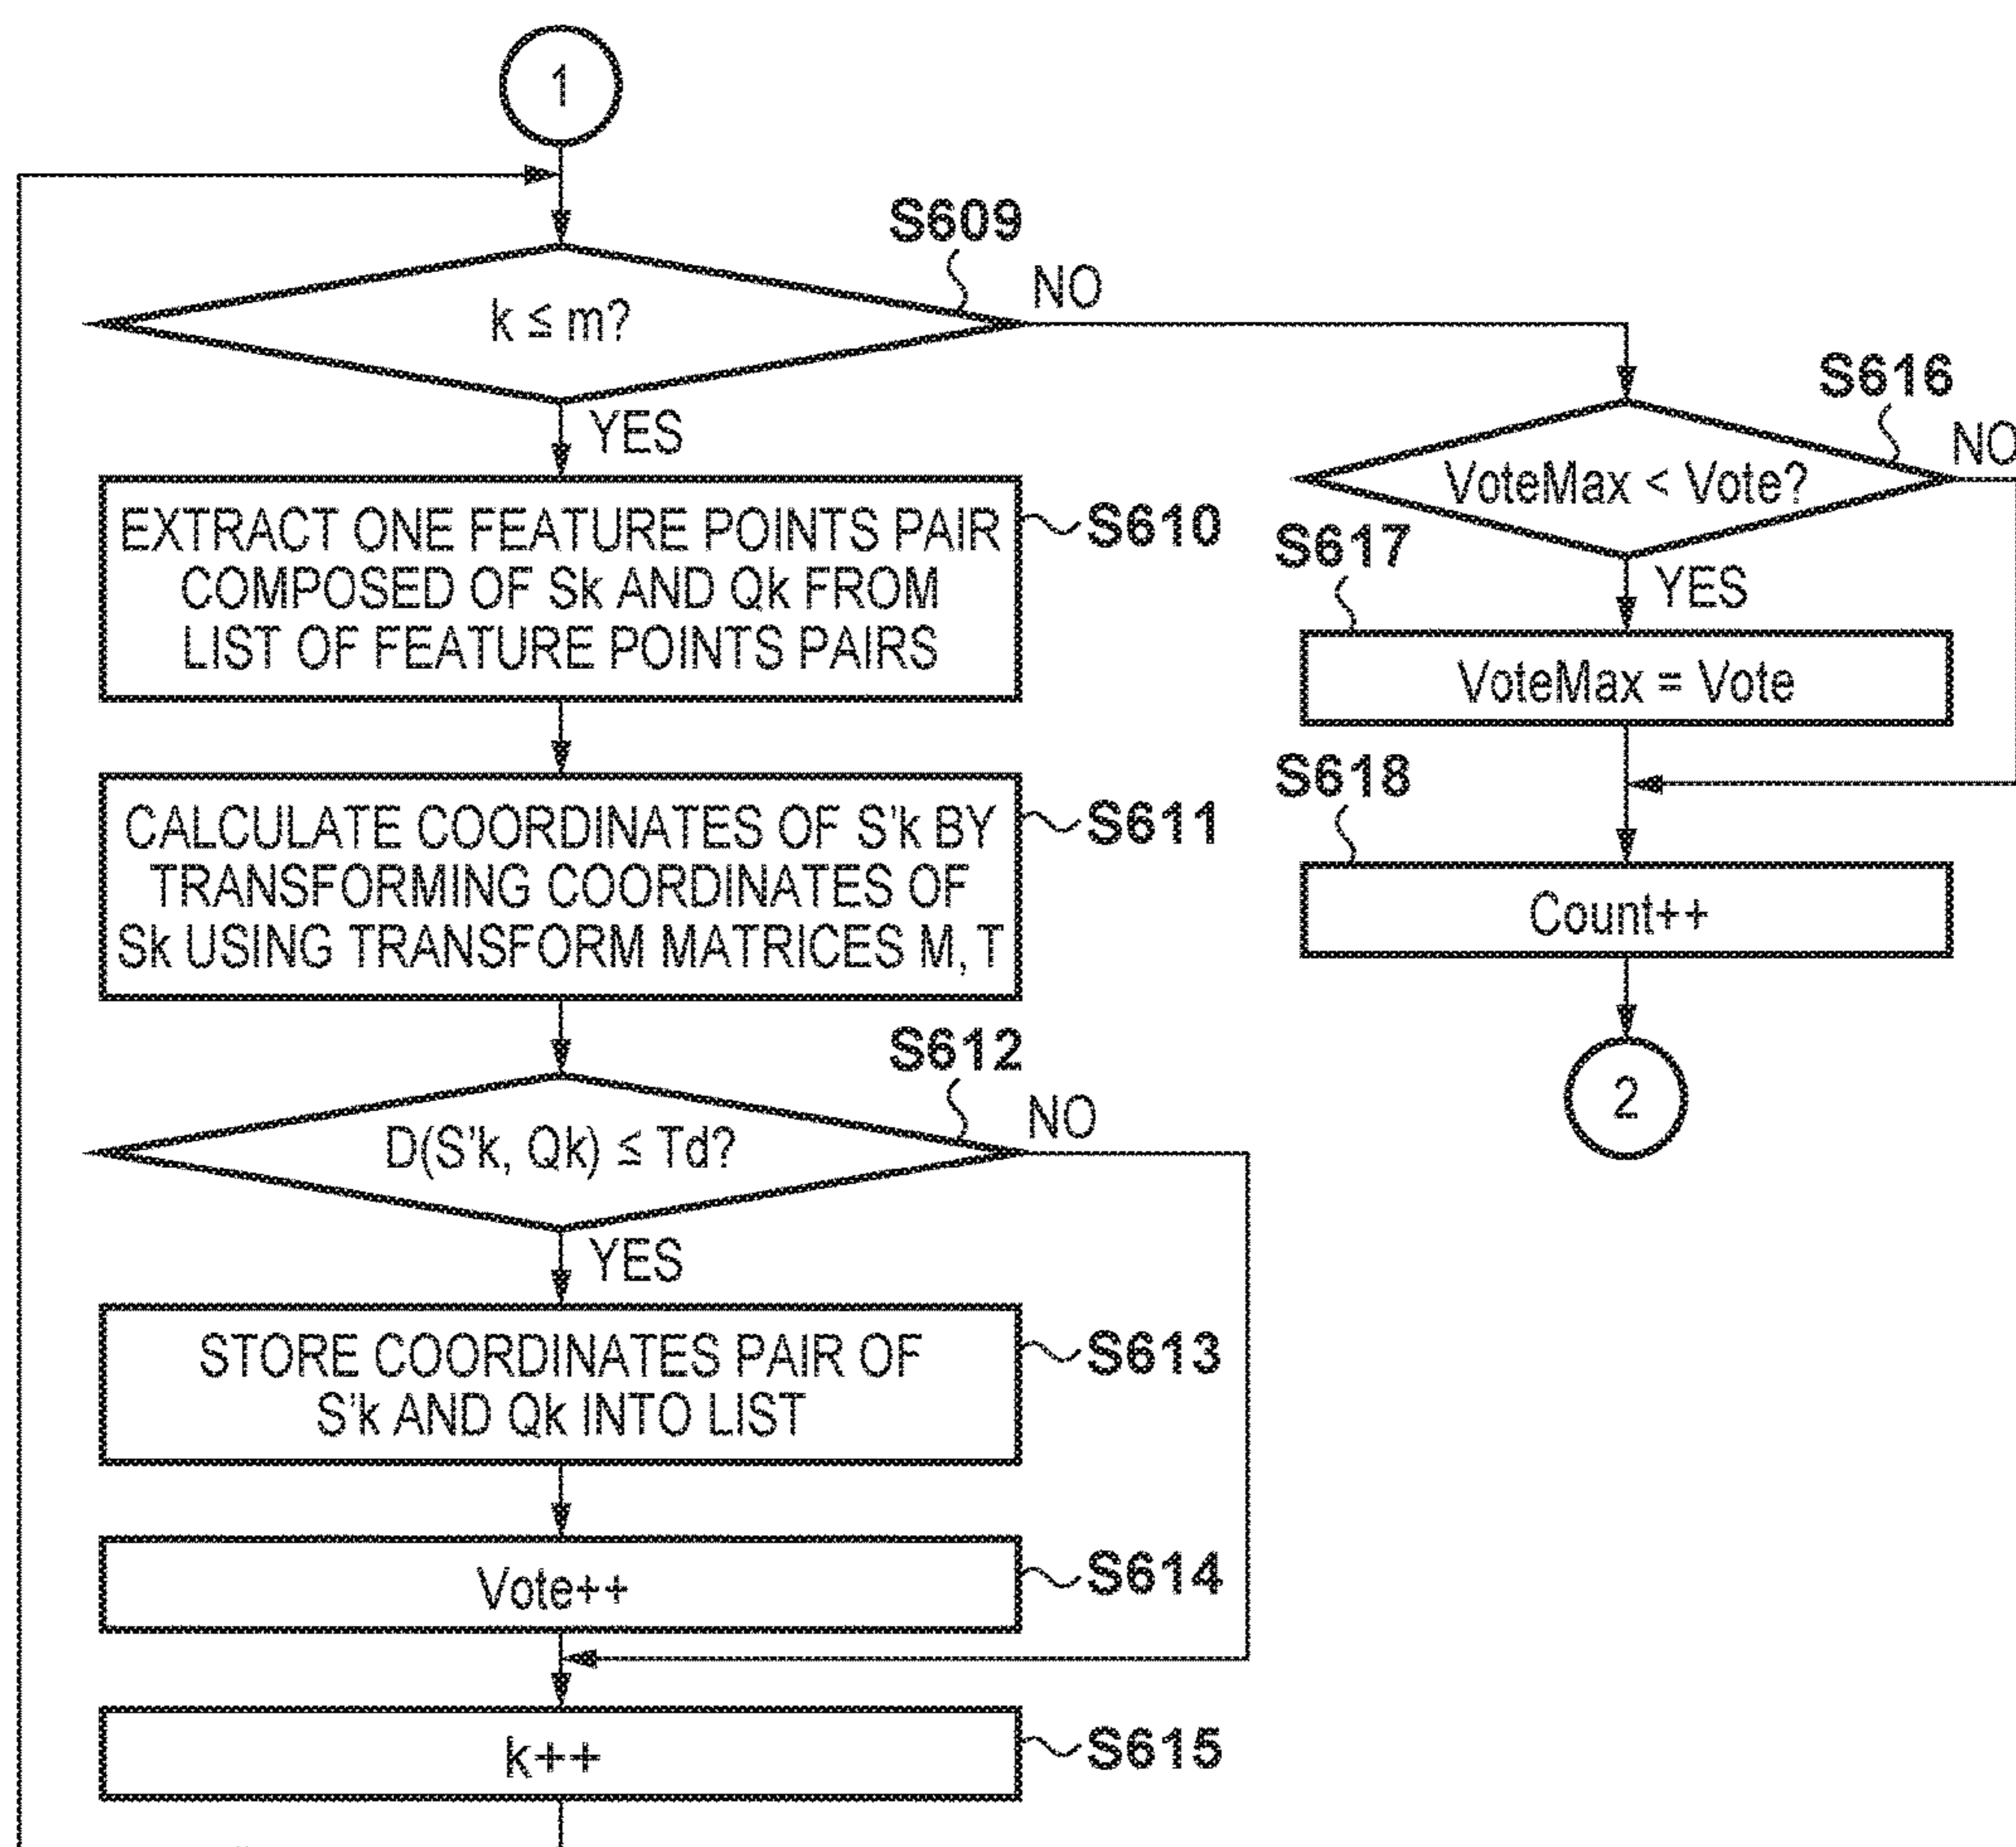 1
S609
k ≤ m?
NO
YES
EXTRACT ONE FEATURE POINTS PAIR
COMPOSED OF Sk AND Qk FROM
LIST OF FEATURE POINTS PAIRS
S610
CALCULATE COORDINATES OF S'k BY
TRANSFORMING COORDINATES OF
Sk USING TRANSFORM MATRICES M, T
S611
S612
D(S'k, Qk) ≤ Td?
NO
YES
STORE COORDINATES PAIR OF
S'k AND Qk INTO LIST
S613
Vote++
S614
k++
S615
S616
VoteMax < Vote?
NO
YES
S617
VoteMax = Vote
S618
Count++
2